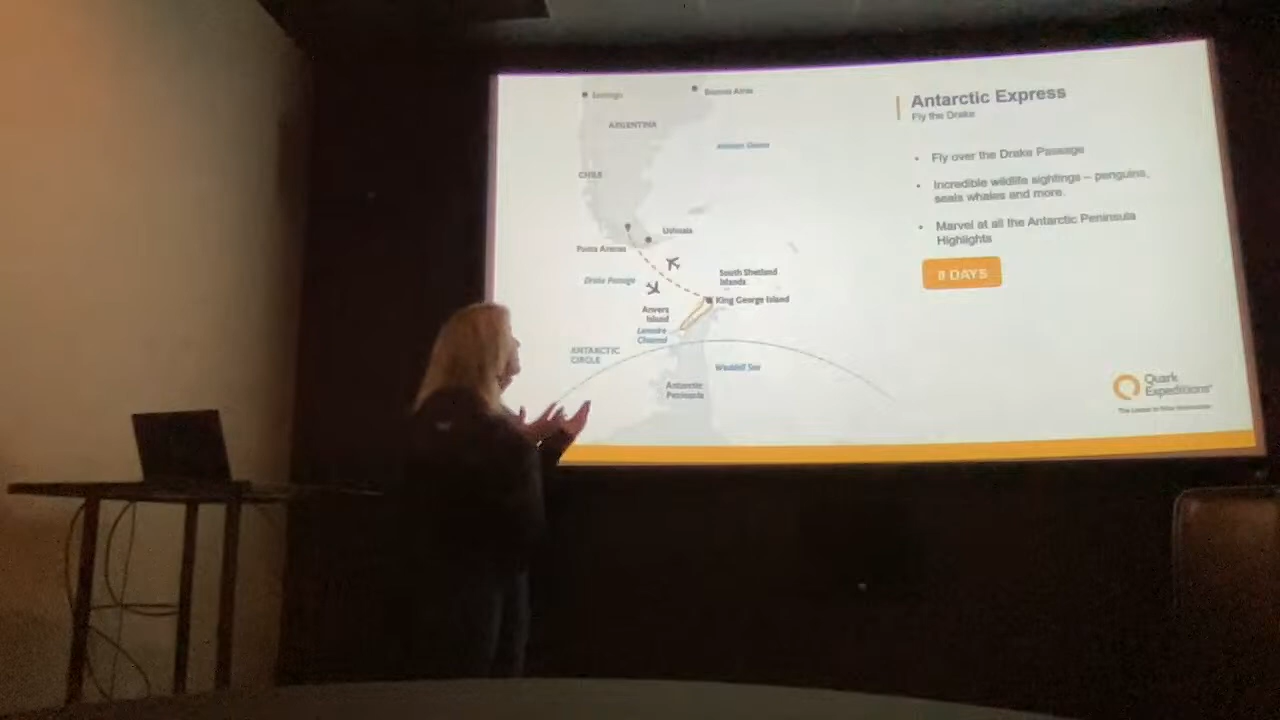 Santiago
Buenos Aires
ARGENTINA
CHILE
Ushuaia
Punta Arenas
Drake Passage
South Shetland
Islands
King George Island
Anvers
Island
Lemaire
Channel
ANTARCTIC
CIRCLE
Weddell Sea
Antarctic
Peninsula
Antarctic Express
Fly the Drake
• Fly over the Drake Passage
• Incredible wildlife sightings – penguins,
seals whales and more.
• Marvel at all the Antarctic Peninsula
Highlights
8 DAYS
Quark
Expeditions